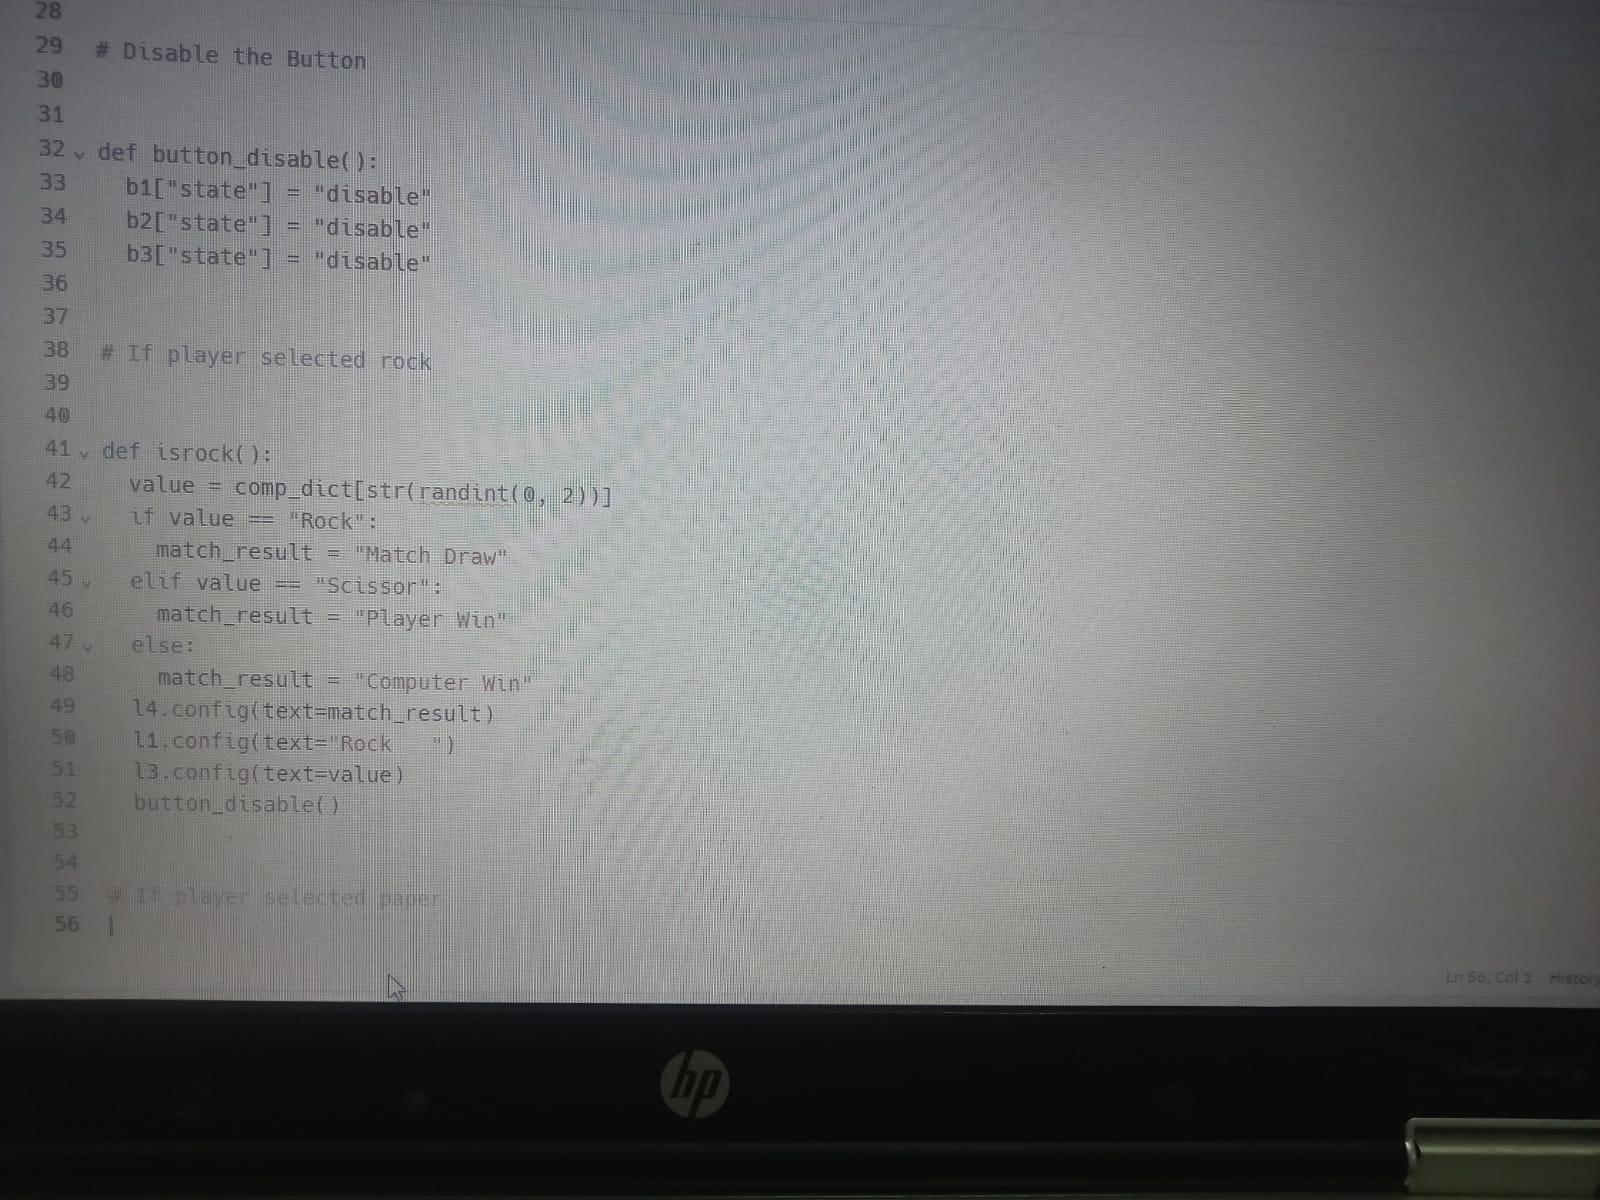 28
29 # Disable the Button
30
31
32 def button_disable():
33 b1["state"] = "disable"
34 b2["state"] = "disable"
35 b3["state"] = "disable"
36
37
38 # If player selected rock
39
40
41 def isrock():
42 value = comp_dict[str(randint(0, 2))]
43 if value == "Rock":
44 match_result = "Match Draw"
45 elif value == "Scissor":
46 match_result = "Player Win"
47 else:
48 match_result = "Computer Win"
49 l4.config(text=match_result)
50 l1.config(text="Rock   ")
51 l3.config(text=value)
52 button_disable()
53
54
55 # If player selected paper
56
Ln 56, Col 1 History
hp